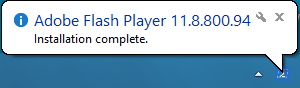 Adobe Flash Player 11.8.800.94
Installation complete.